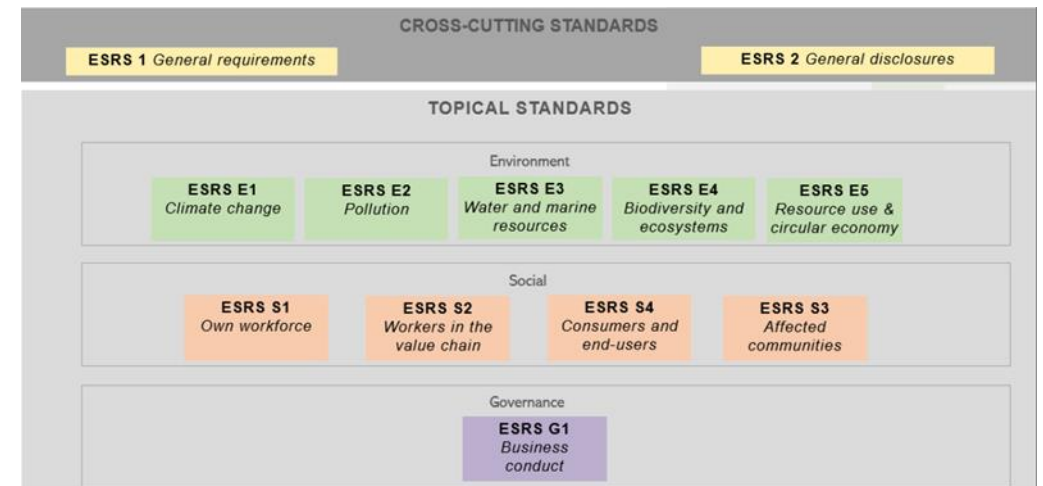 CROSS-CUTTING STANDARDS
ESRS 1 General requirements
ESRS 2 General disclosures
TOPICAL STANDARDS
Environment
ESRS E1
Climate change
ESRS E2
Pollution
ESRS E3
Water and marine
resources
ESRS E4
Biodiversity and
ecosystems
ESRS E5
Resource use &
circular economy
Social
ESRS S1
Own workforce
ESRS S2
Workers in the
value chain
ESRS S4
Consumers and
end-users
ESRS S3
Affected
communities
Governance
ESRS G1
Business
conduct